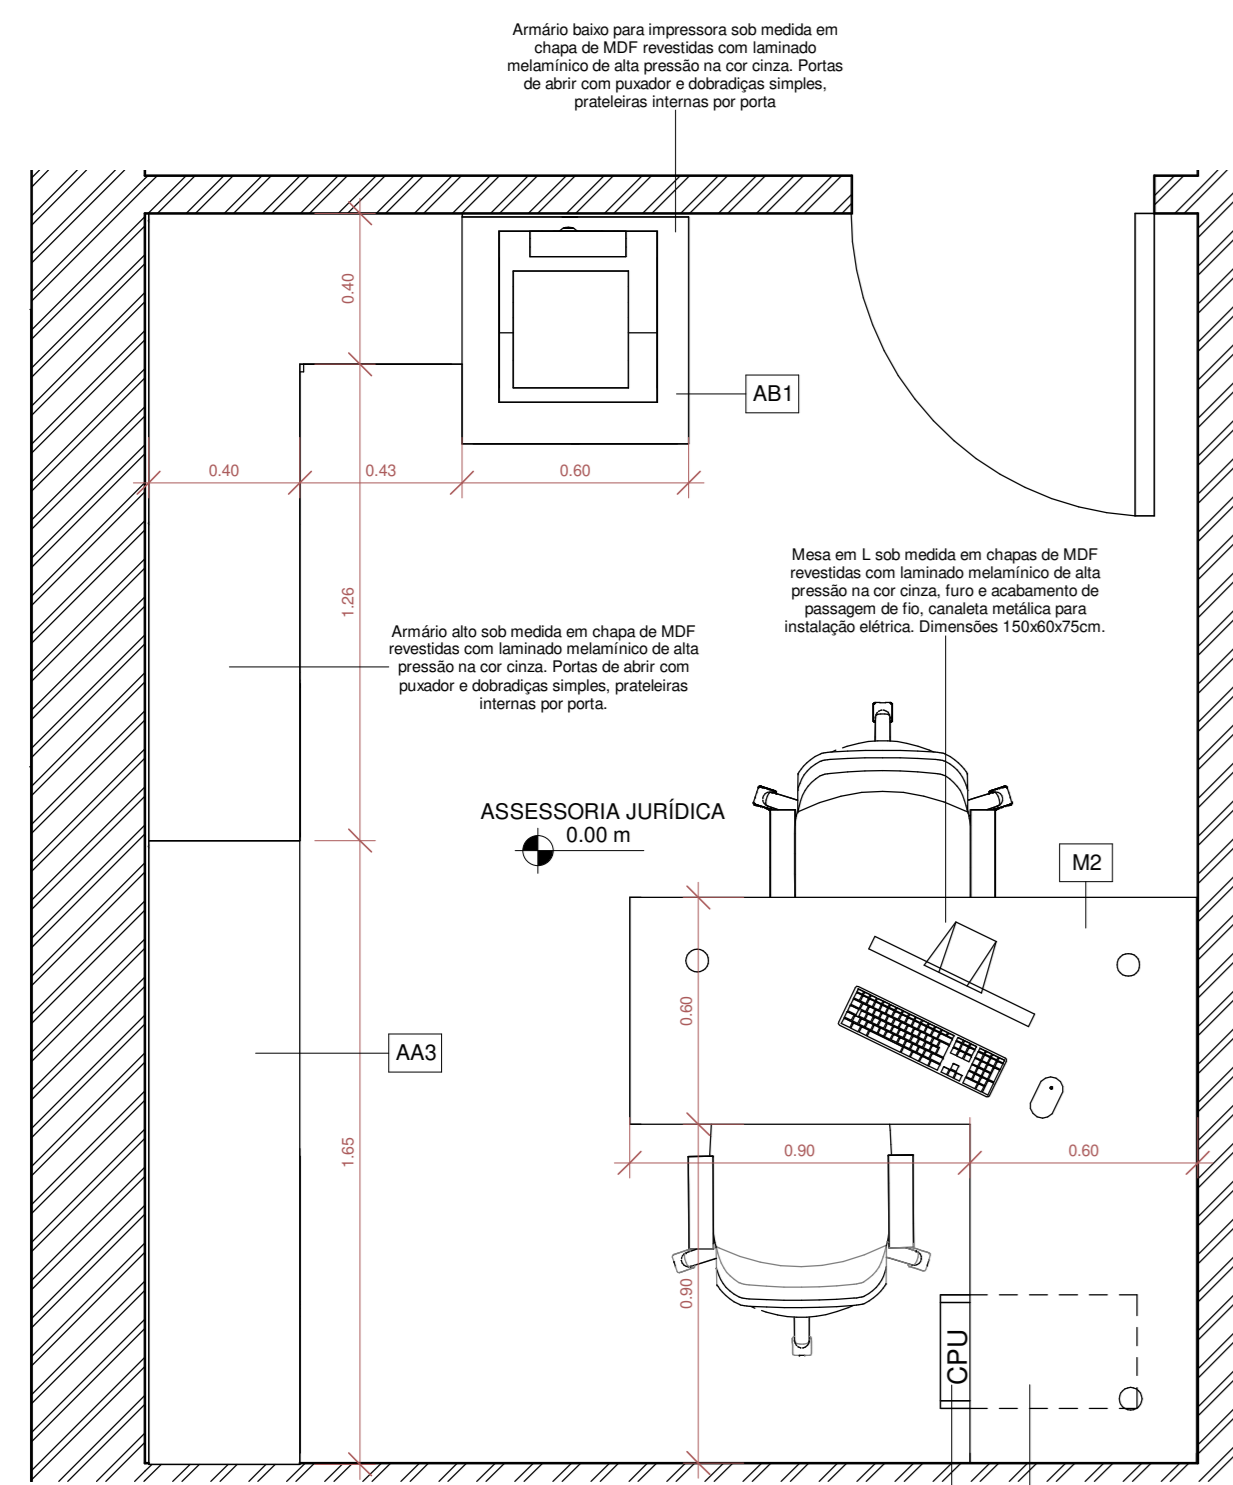 Armário baixo para impressora sob medida em
chapa de MDF revestidas com laminado
melamínico de alta pressão na cor cinza. Portas
de abrir com puxador e dobradiças simples,
prateleiras internas por porta
0.40
AB1
0.40
0.43
0.60
Mesa em L sob medida em chapas de MDF
revestidas com laminado melamínico de alta
pressão na cor cinza, furo e acabamento de
passagem de fio, canaleta metálica para
instalação elétrica. Dimensões 150x60x75cm.
1.26
Armário alto sob medida em chapa de MDF
revestidas com laminado melamínico de alta
pressão na cor cinza. Portas de abrir com
puxador e dobradiças simples, prateleiras
internas por porta.
ASSESSORIA JURÍDICA
0.00 m
M2
0.60
AA3
1.65
0.90
0.60
0.90
CPU